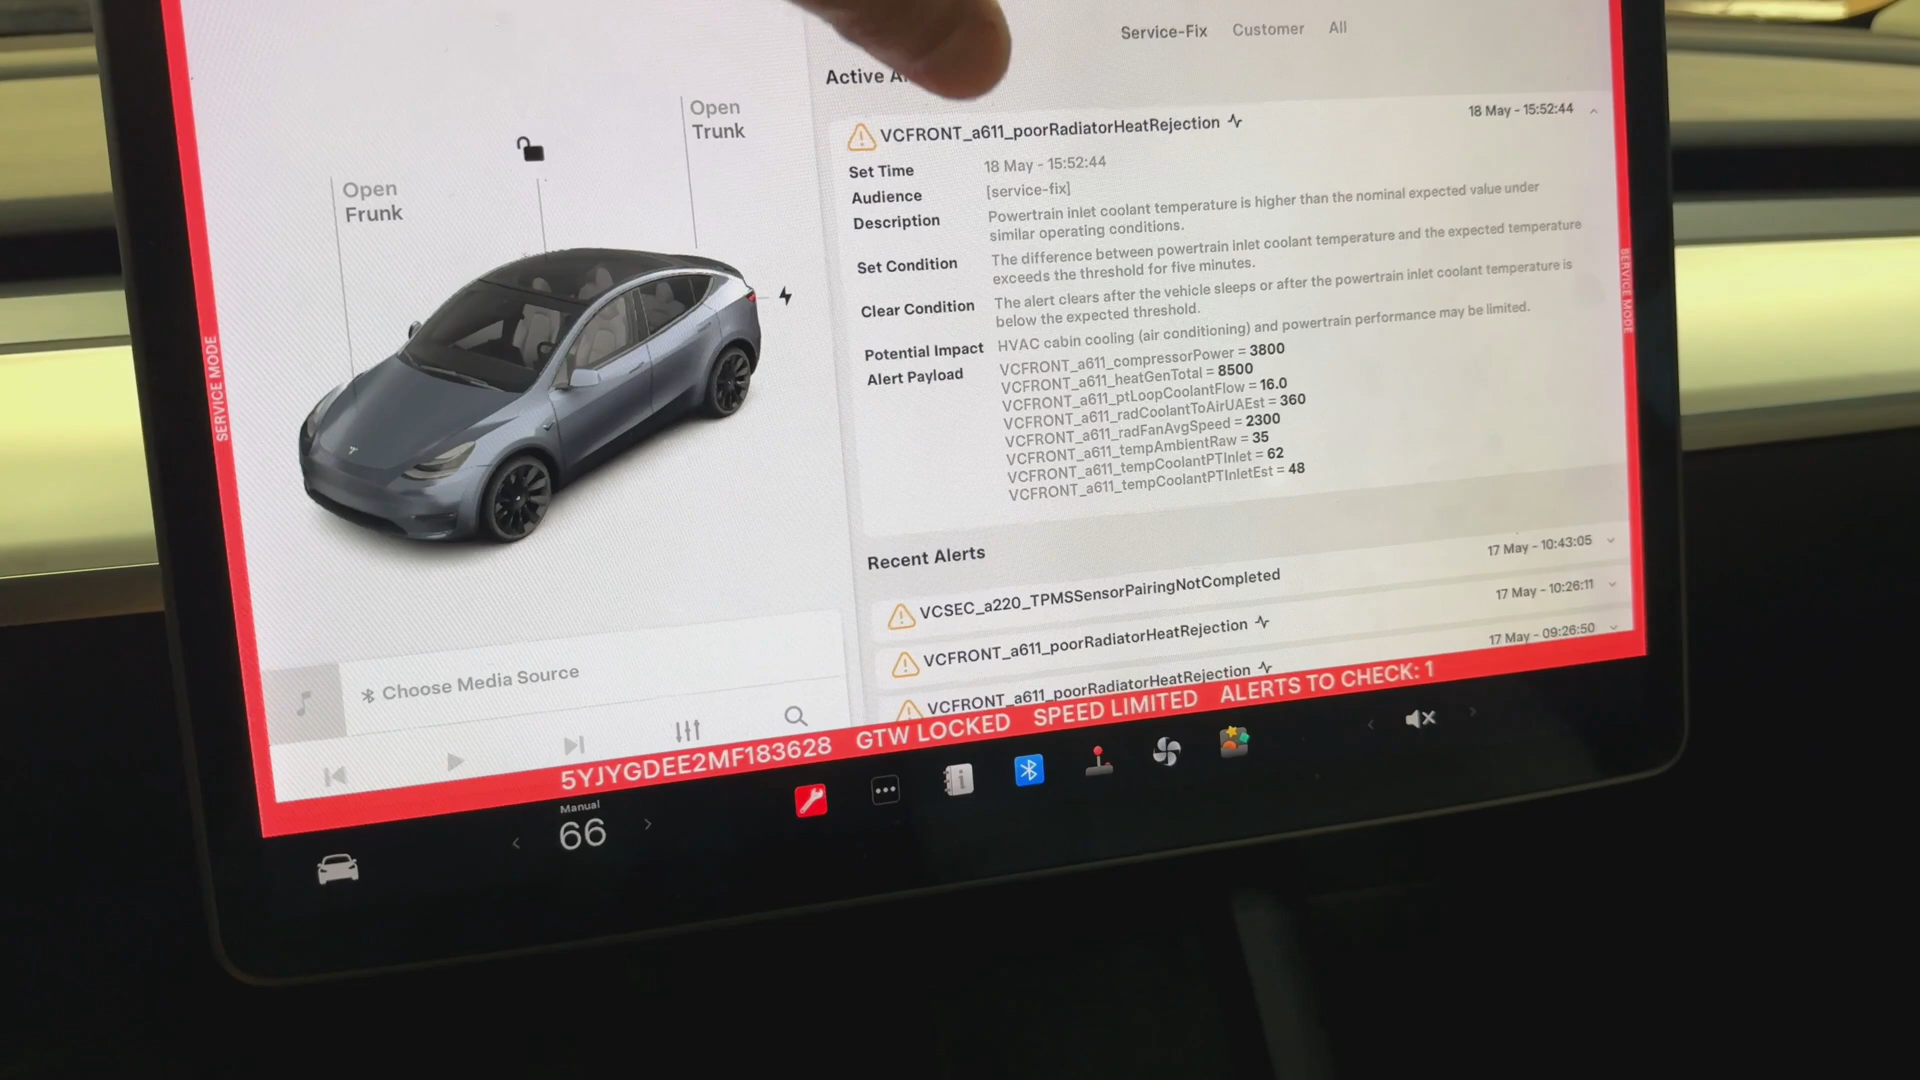 Service-Fix Customer All
Active
Open
Trunk
Open
Frunk
VCFRONT_a611_poorRadiatorHeatRejection 18 May - 15:52:44
Set Time 18 May - 15:52:44
Audience [service-fix]
Description Powertrain inlet coolant temperature is higher than the nominal expected value under
similar operating conditions.
Set Condition The difference between powertrain inlet coolant temperature and the expected temperature
exceeds the threshold for five minutes.
Clear Condition The alert clears after the vehicle sleeps or after the powertrain inlet coolant temperature is
below the expected threshold.
Potential Impact HVAC cabin cooling (air conditioning) and powertrain performance may be limited.
Alert Payload VCFRONT_a611_compressorPower = 3800
VCFRONT_a611_heatGenTotal = 8500
VCFRONT_a611_ptLoopCoolantFlow = 16.0
VCFRONT_a611_radCoolantToAirUAEst = 360
VCFRONT_a611_radFanAvgSpeed = 2300
VCFRONT_a611_tempAmbientRaw = 35
VCFRONT_a611_tempCoolantPTInlet = 62
VCFRONT_a611_tempCoolantPTInletEst = 48
Recent Alerts
VCSEC_a220_TPMSSensorPairingNotCompleted 17 May - 10:43:05
VCFRONT_a611_poorRadiatorHeatRejection 17 May - 10:26:11
VCFRONT_a611_poorRadiatorHeatRejection 17 May - 09:26:50
SERVICE MODE
SERVICE MODE
Choose Media Source
5YJYGDEE2MF183628 GTW LOCKED SPEED LIMITED ALERTS TO CHECK: 1
Manual
66